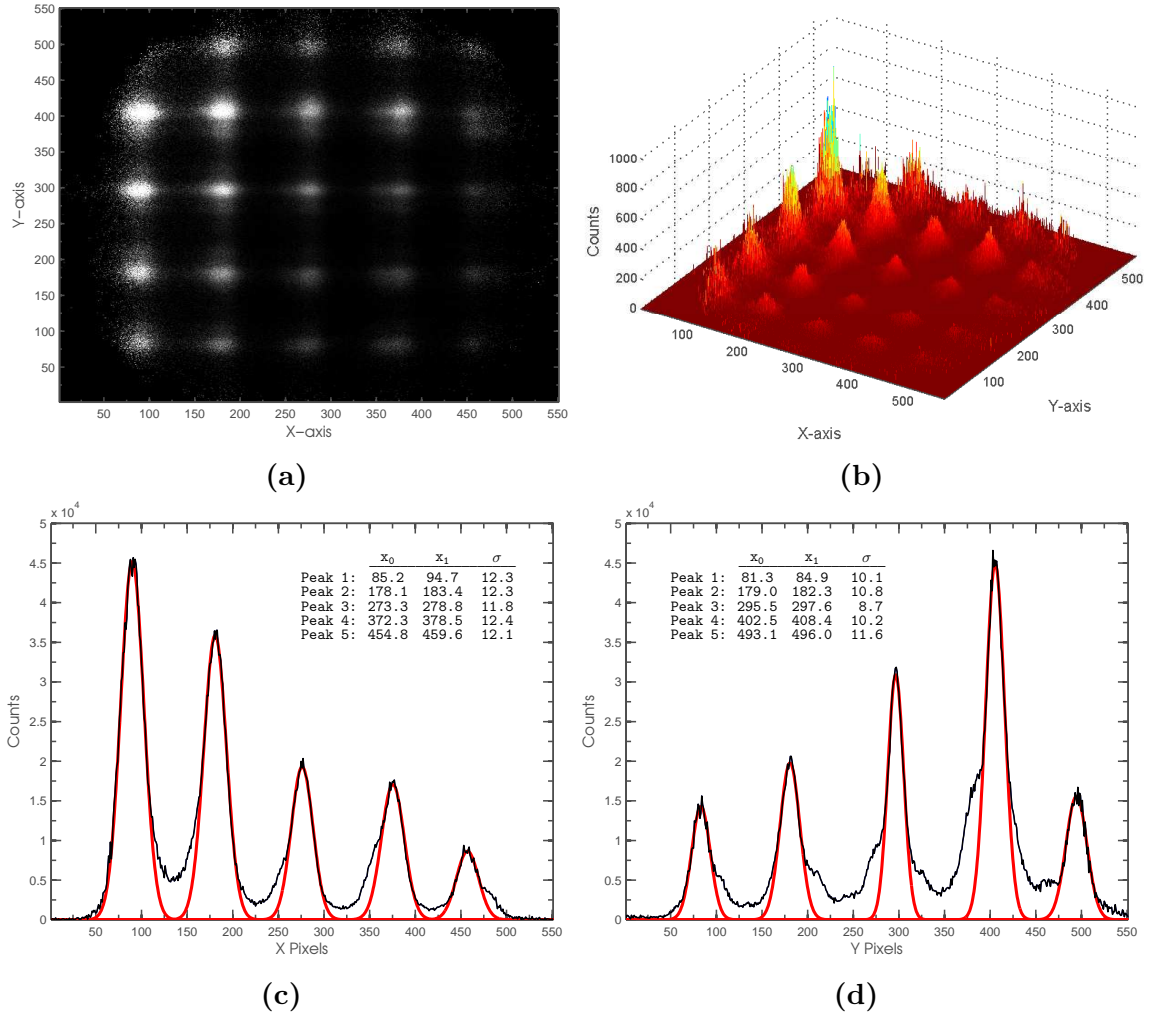 550
500
450
400
350
300
250
200
150
100
50
Y-axis
50 100 150 200 250 300 350 400 450 500 550
X-axis
(a)
1000
800
600
400
200
0
Counts
100
200
300
400
500
X-axis
100
200
300
400
500
Y-axis
(b)
x 10^4
5
4.5
4
3.5
3
2.5
2
1.5
1
0.5
0
Counts
x0 x1 σ
Peak 1: 85.2 94.7 12.3
Peak 2: 178.1 183.4 12.3
Peak 3: 273.3 278.8 11.8
Peak 4: 372.3 378.5 12.4
Peak 5: 454.8 459.6 12.1
50 100 150 200 250 300 350 400 450 500 550
X Pixels
(c)
x 10^4
5
4.5
4
3.5
3
2.5
2
1.5
1
0.5
0
Counts
x0 x1 σ
Peak 1: 81.3 84.9 10.1
Peak 2: 179.0 182.3 10.8
Peak 3: 295.5 297.6 8.7
Peak 4: 402.5 408.4 10.2
Peak 5: 493.1 496.0 11.6
50 100 150 200 250 300 350 400 450 500 550
Y Pixels
(d)